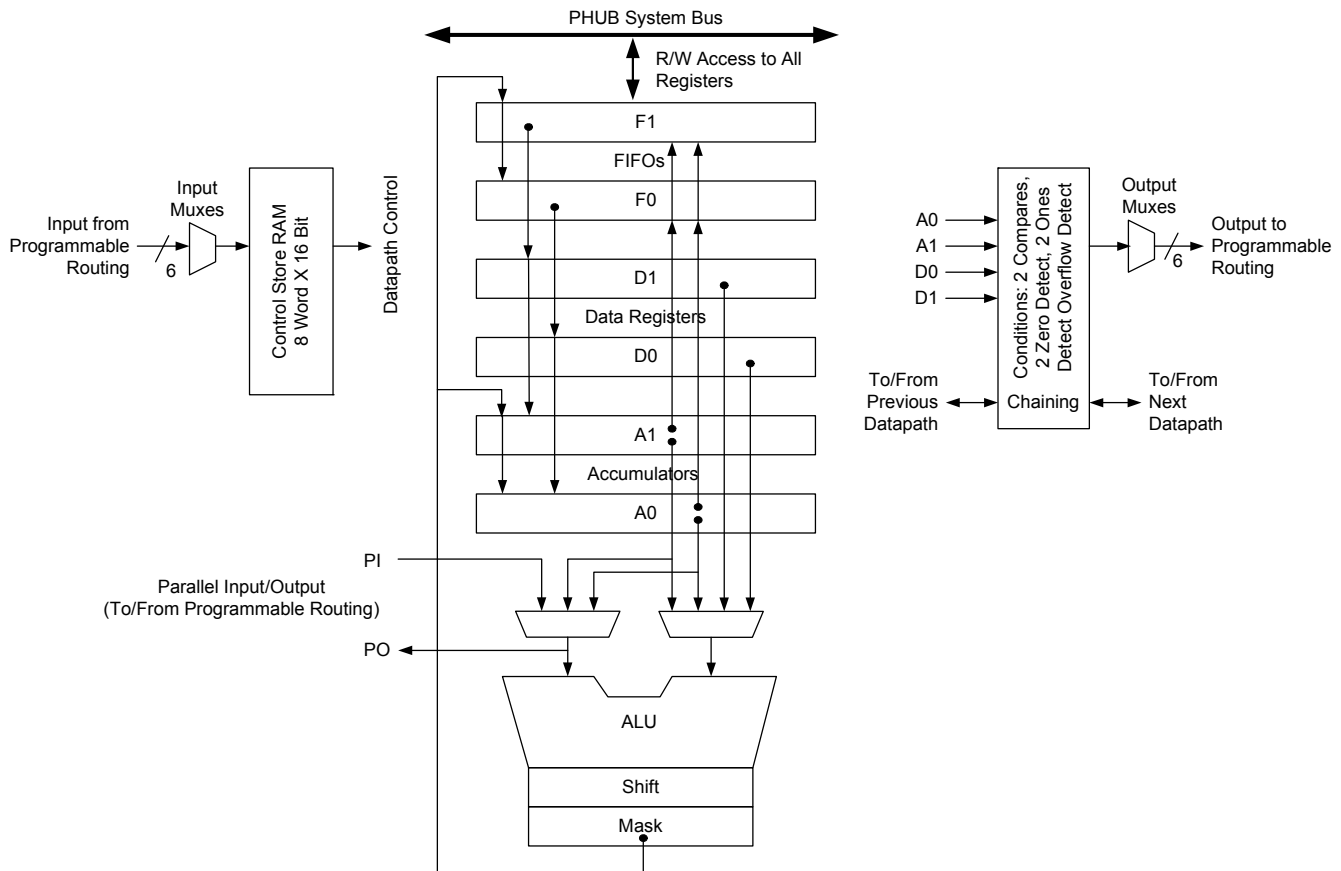 PHUB System Bus
R/W Access to All
Registers
F1
FIFOs
F0
D1
Data Registers
D0
A1
Accumulators
A0
Input from
Programmable
Routing
6
Input
Muxes
Control Store RAM
8 Word X 16 Bit
Datapath Control
A0
A1
D0
D1
Conditions: 2 Compares,
2 Zero Detect, 2 Ones
Detect Overflow Detect
Output
Muxes
6
Output to
Programmable
Routing
To/From
Previous
Datapath
Chaining
To/From
Next
Datapath
PI
Parallel Input/Output
(To/From Programmable Routing)
PO
ALU
Shift
Mask